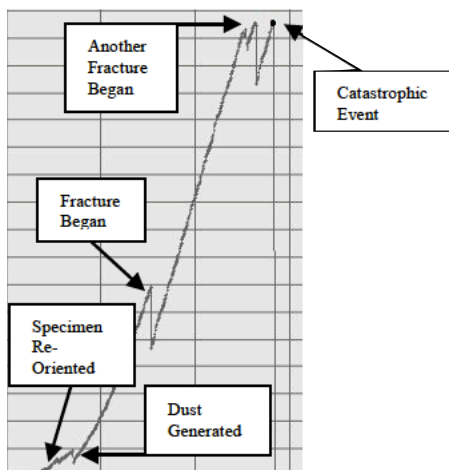 Another
Fracture
Began
Catastrophic
Event
Fracture
Began
Specimen
Re-
Oriented
Dust
Generated